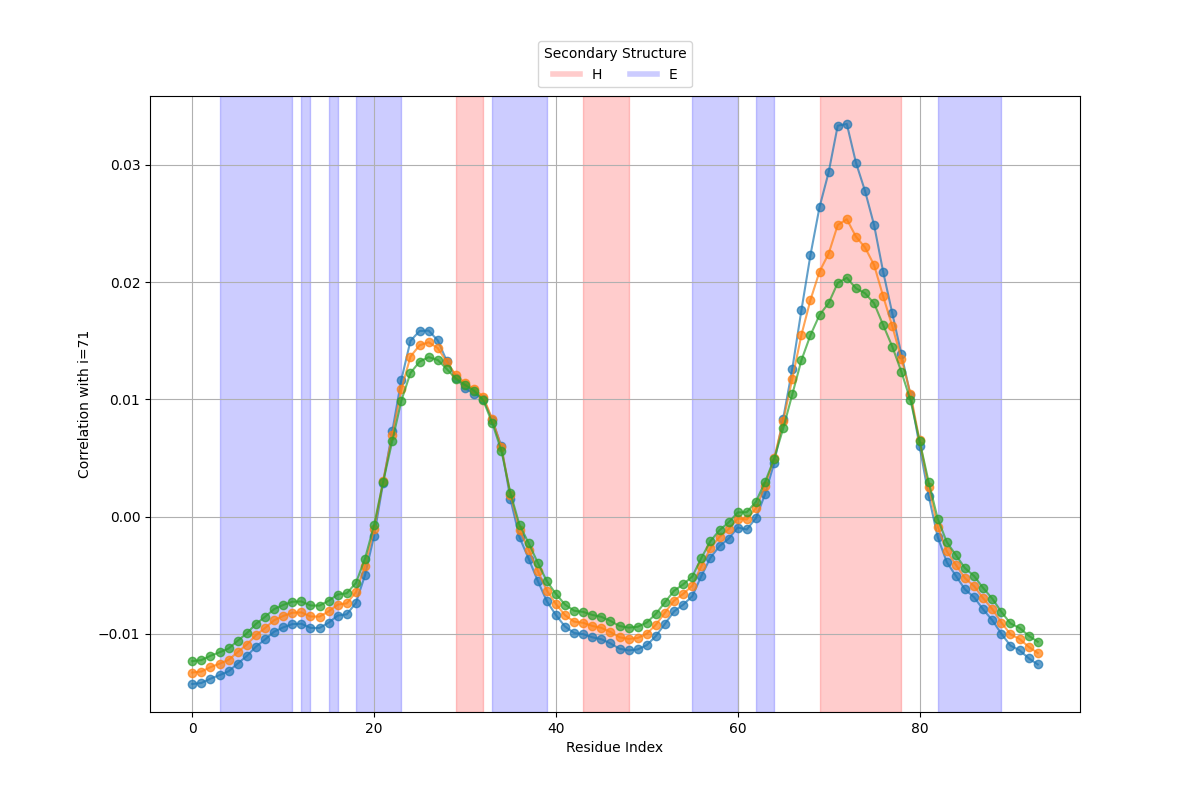 Secondary Structure
H E
0.03
0.02
0.01
0.00
−0.01
Correlation with i=71
0 20 40 60 80
Residue Index